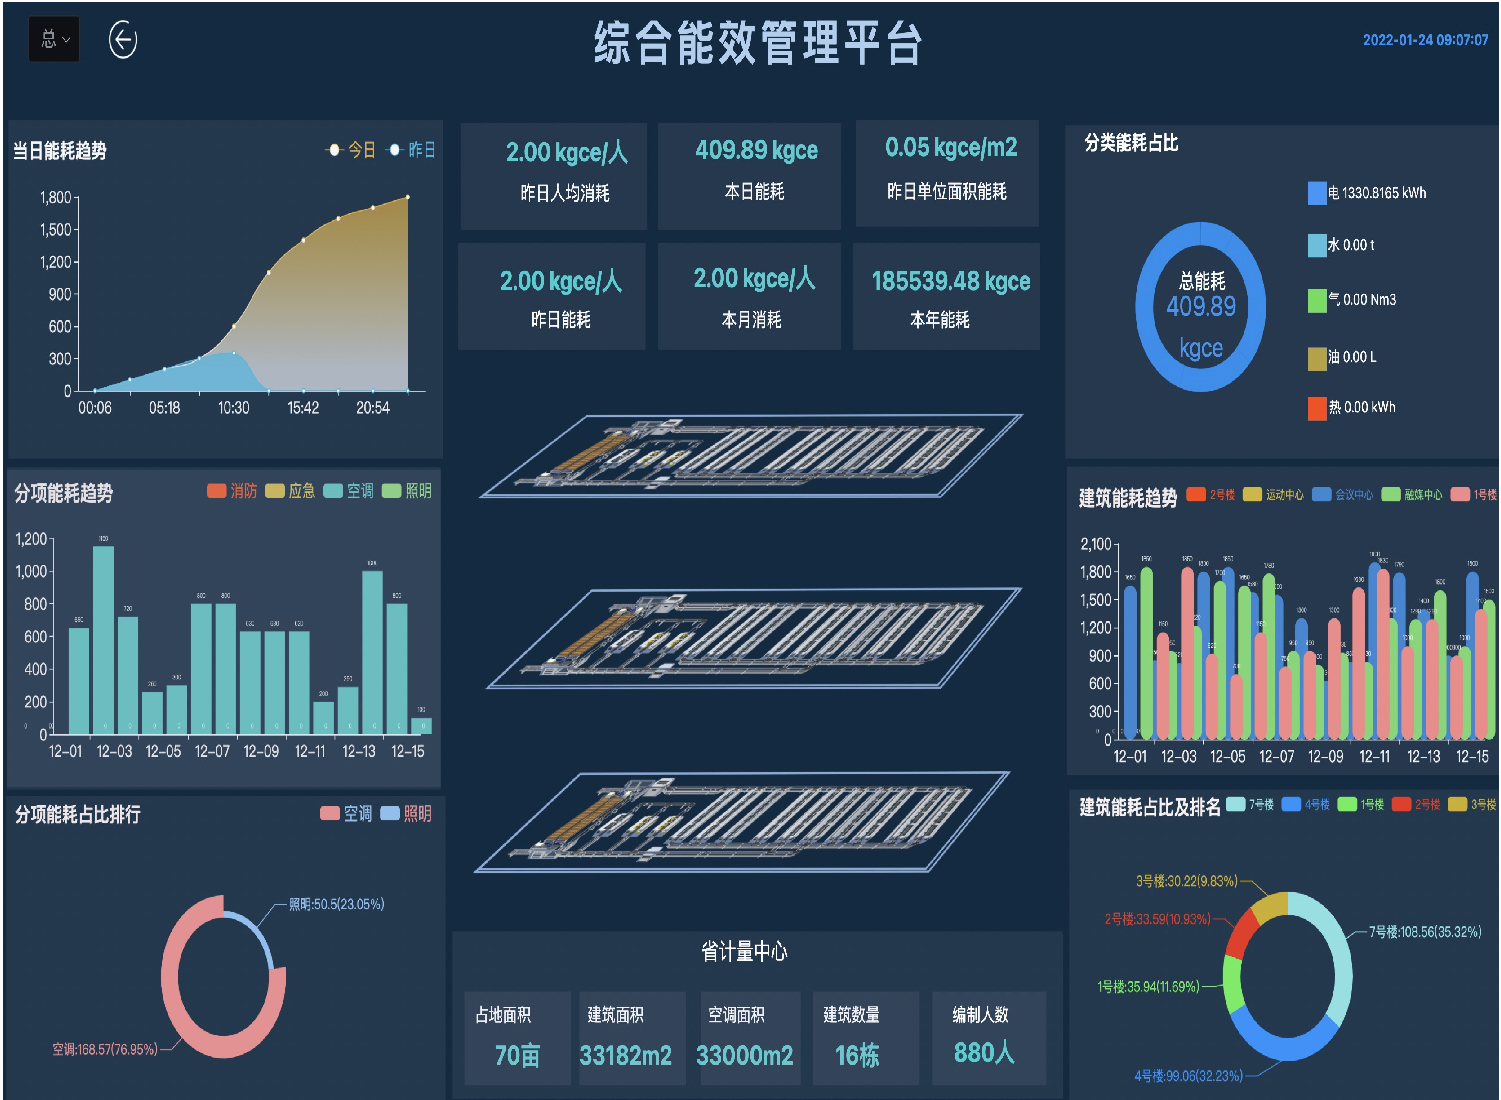 总
综合能效管理平台
2022-01-24 09:07:07
当日能耗趋势
今日 昨日
1,800
1,500
1,200
900
600
300
0
00:06 05:18 10:30 15:42 20:54
2.00 kgce/人
昨日人均消耗
409.89 kgce
本日能耗
0.05 kgce/m2
昨日单位面积能耗
2.00 kgce/人
昨日能耗
2.00 kgce/人
本月消耗
185539.48 kgce
本年能耗
分类能耗占比
总能耗
409.89
kgce
电 1330.8165 kWh
水 0.00 t
气 0.00 Nm3
油 0.00 L
热 0.00 kWh
分项能耗趋势
消防 应急 空调 照明
1,200
1,000
800
600
400
200
0
12-01 12-03 12-05 12-07 12-09 12-11 12-13 12-15
建筑能耗趋势
2号楼 运动中心 会议中心 融媒中心 1号楼
2,100
1,800
1,500
1,200
900
600
300
0
12-01 12-03 12-05 12-07 12-09 12-11 12-13 12-15
分项能耗占比排行
空调 照明
照明:50.5(23.05%)
空调:168.57(76.95%)
省计量中心
占地面积
70亩
建筑面积
33182m2
空调面积
33000m2
建筑数量
16栋
编制人数
880人
建筑能耗占比及排名
7号楼 4号楼 1号楼 2号楼 3号楼
3号楼:30.22(9.83%)
2号楼:33.59(10.93%)
7号楼:108.56(35.32%)
1号楼:35.94(11.69%)
4号楼:99.06(32.23%)